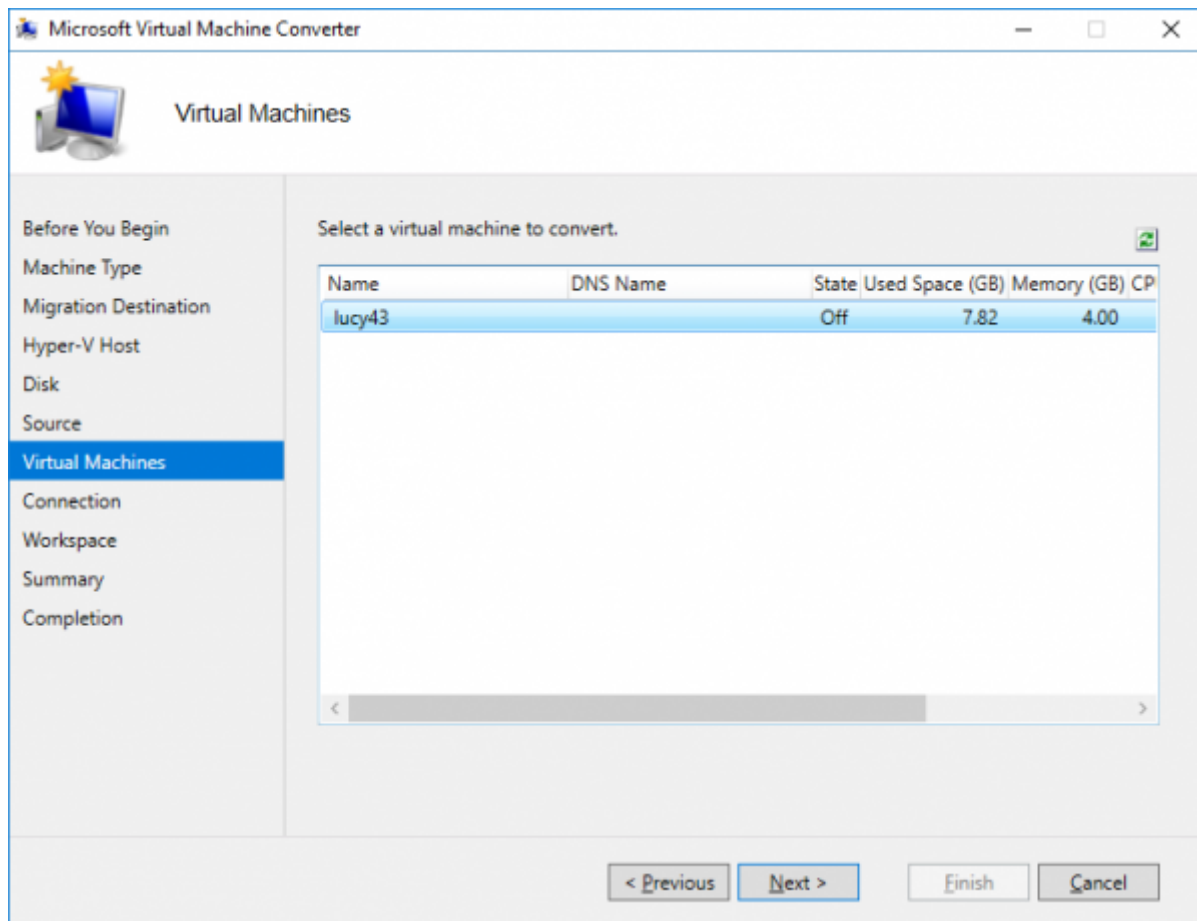 Microsoft Virtual Machine Converter
Virtual Machines
Before You Begin
Machine Type
Migration Destination
Hyper-V Host
Disk
Source
Virtual Machines
Connection
Workspace
Summary
Completion
Select a virtual machine to convert.
Name DNS Name State Used Space (GB) Memory (GB) CP
lucy43 Off 7.82 4.00
< Previous Next > Finish Cancel